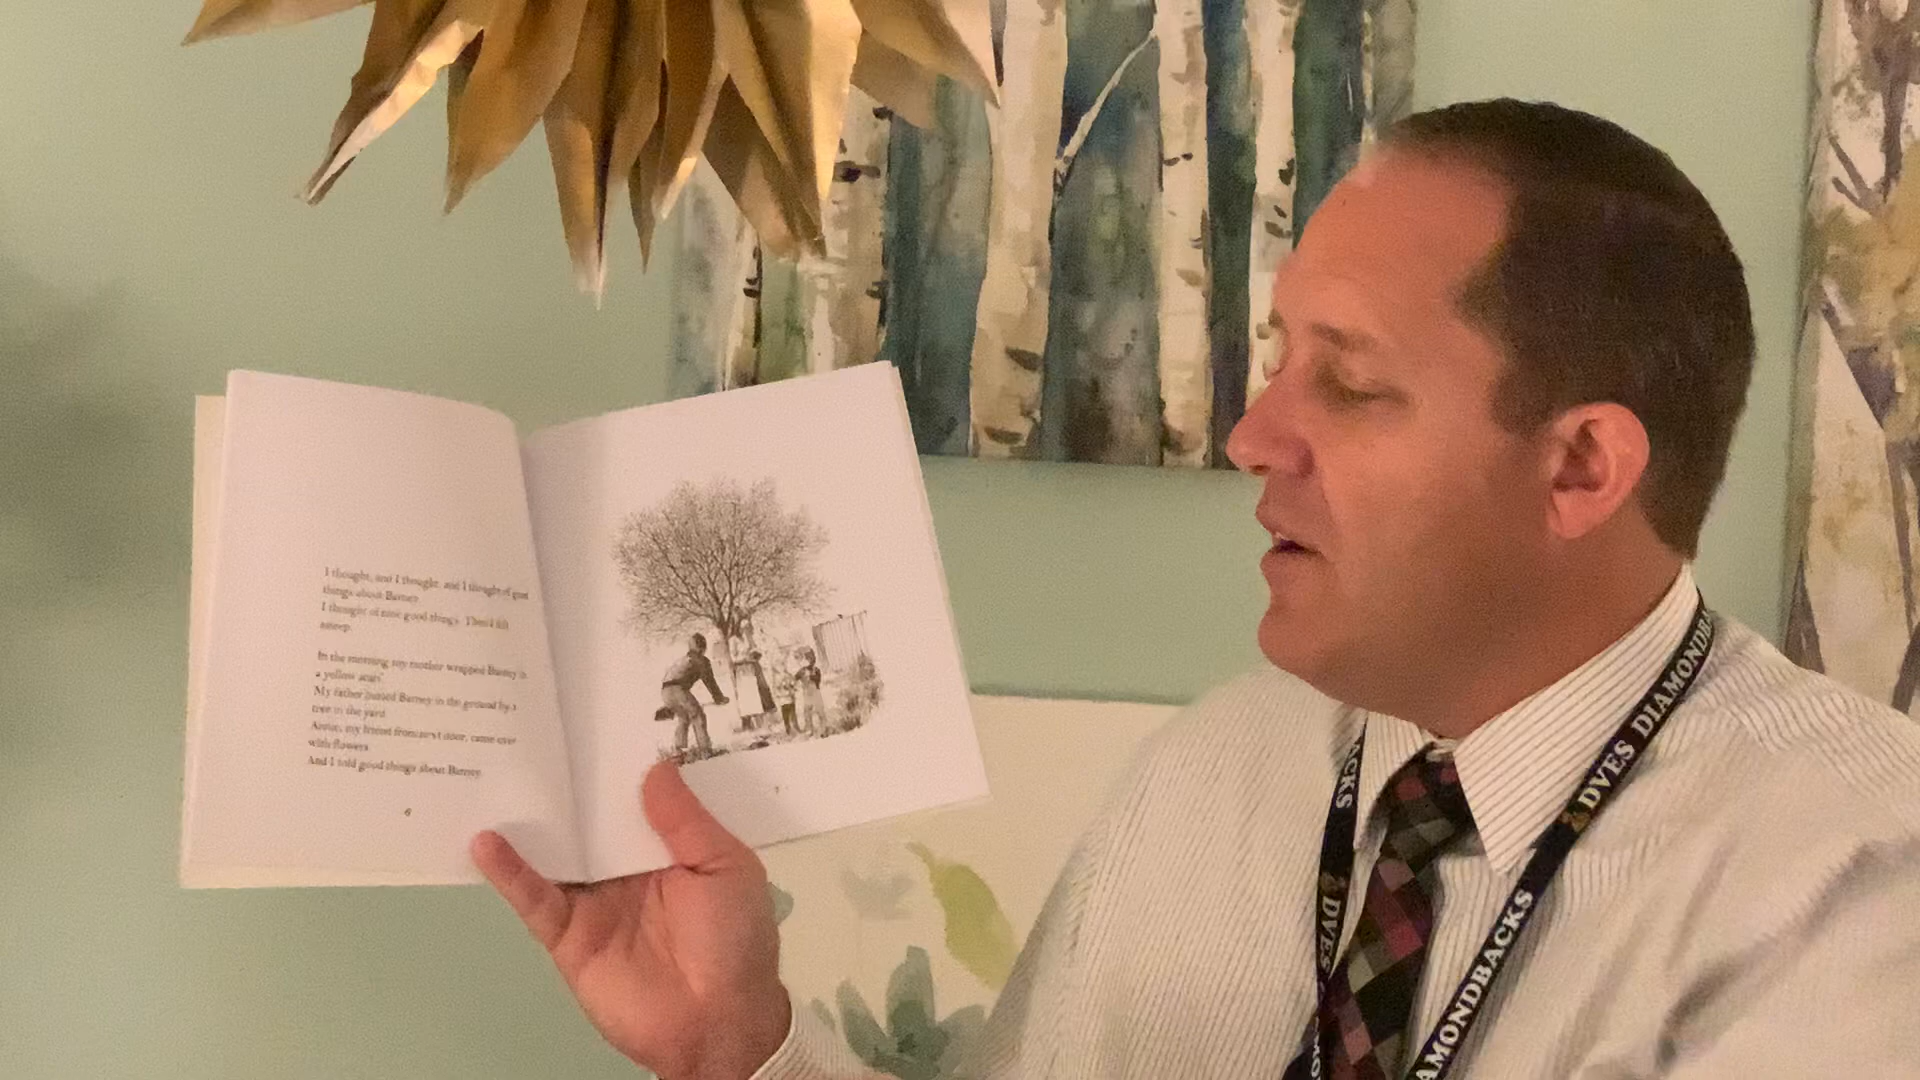 I thought, and I thought, and I thought of good
things about Barney.
I thought of nine good things. Then I fell
asleep.
In the morning my mother wrapped Barney in
a yellow scarf.
My father buried Barney in the ground by a
tree in the yard.
Annie, my friend from next door, came over
with flowers.
And I told good things about Barney.
6
7
DVES DIAMONDB
ACKS
DVES
AMONDBACKS